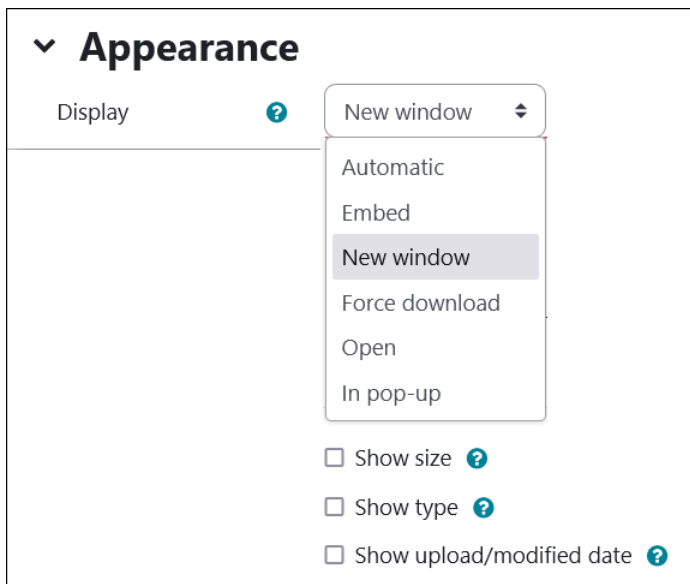 Appearance
Display
New window
Automatic
Embed
New window
Force download
Open
In pop-up
Show size
Show type
Show upload/modified date